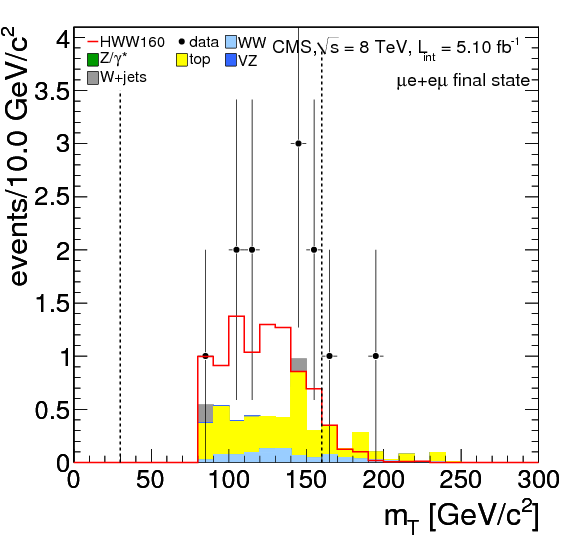 HWW160 data WW
Z/γ* top VZ
W+jets
CMS,√s = 8 TeV, L_int = 5.10 fb⁻¹
μe+eμ final state
events/10.0 GeV/c²
4
3.5
3
2.5
2
1.5
1
0.5
0
0 50 100 150 200 250 300
m_T [GeV/c²]